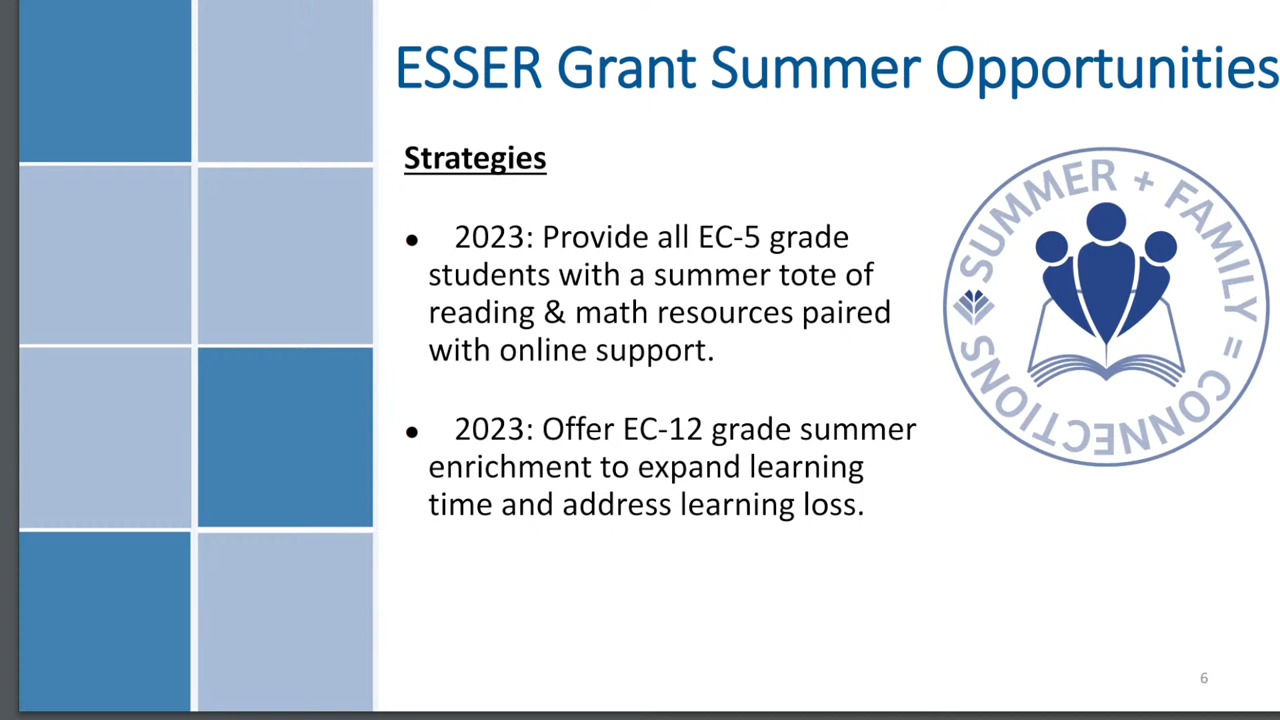 ESSER Grant Summer Opportunities
Strategies
• 2023: Provide all EC-5 grade
students with a summer tote of
reading & math resources paired
with online support.
• 2023: Offer EC-12 grade summer
enrichment to expand learning
time and address learning loss.
SUMMER + FAMILY = CONNECTIONS
6